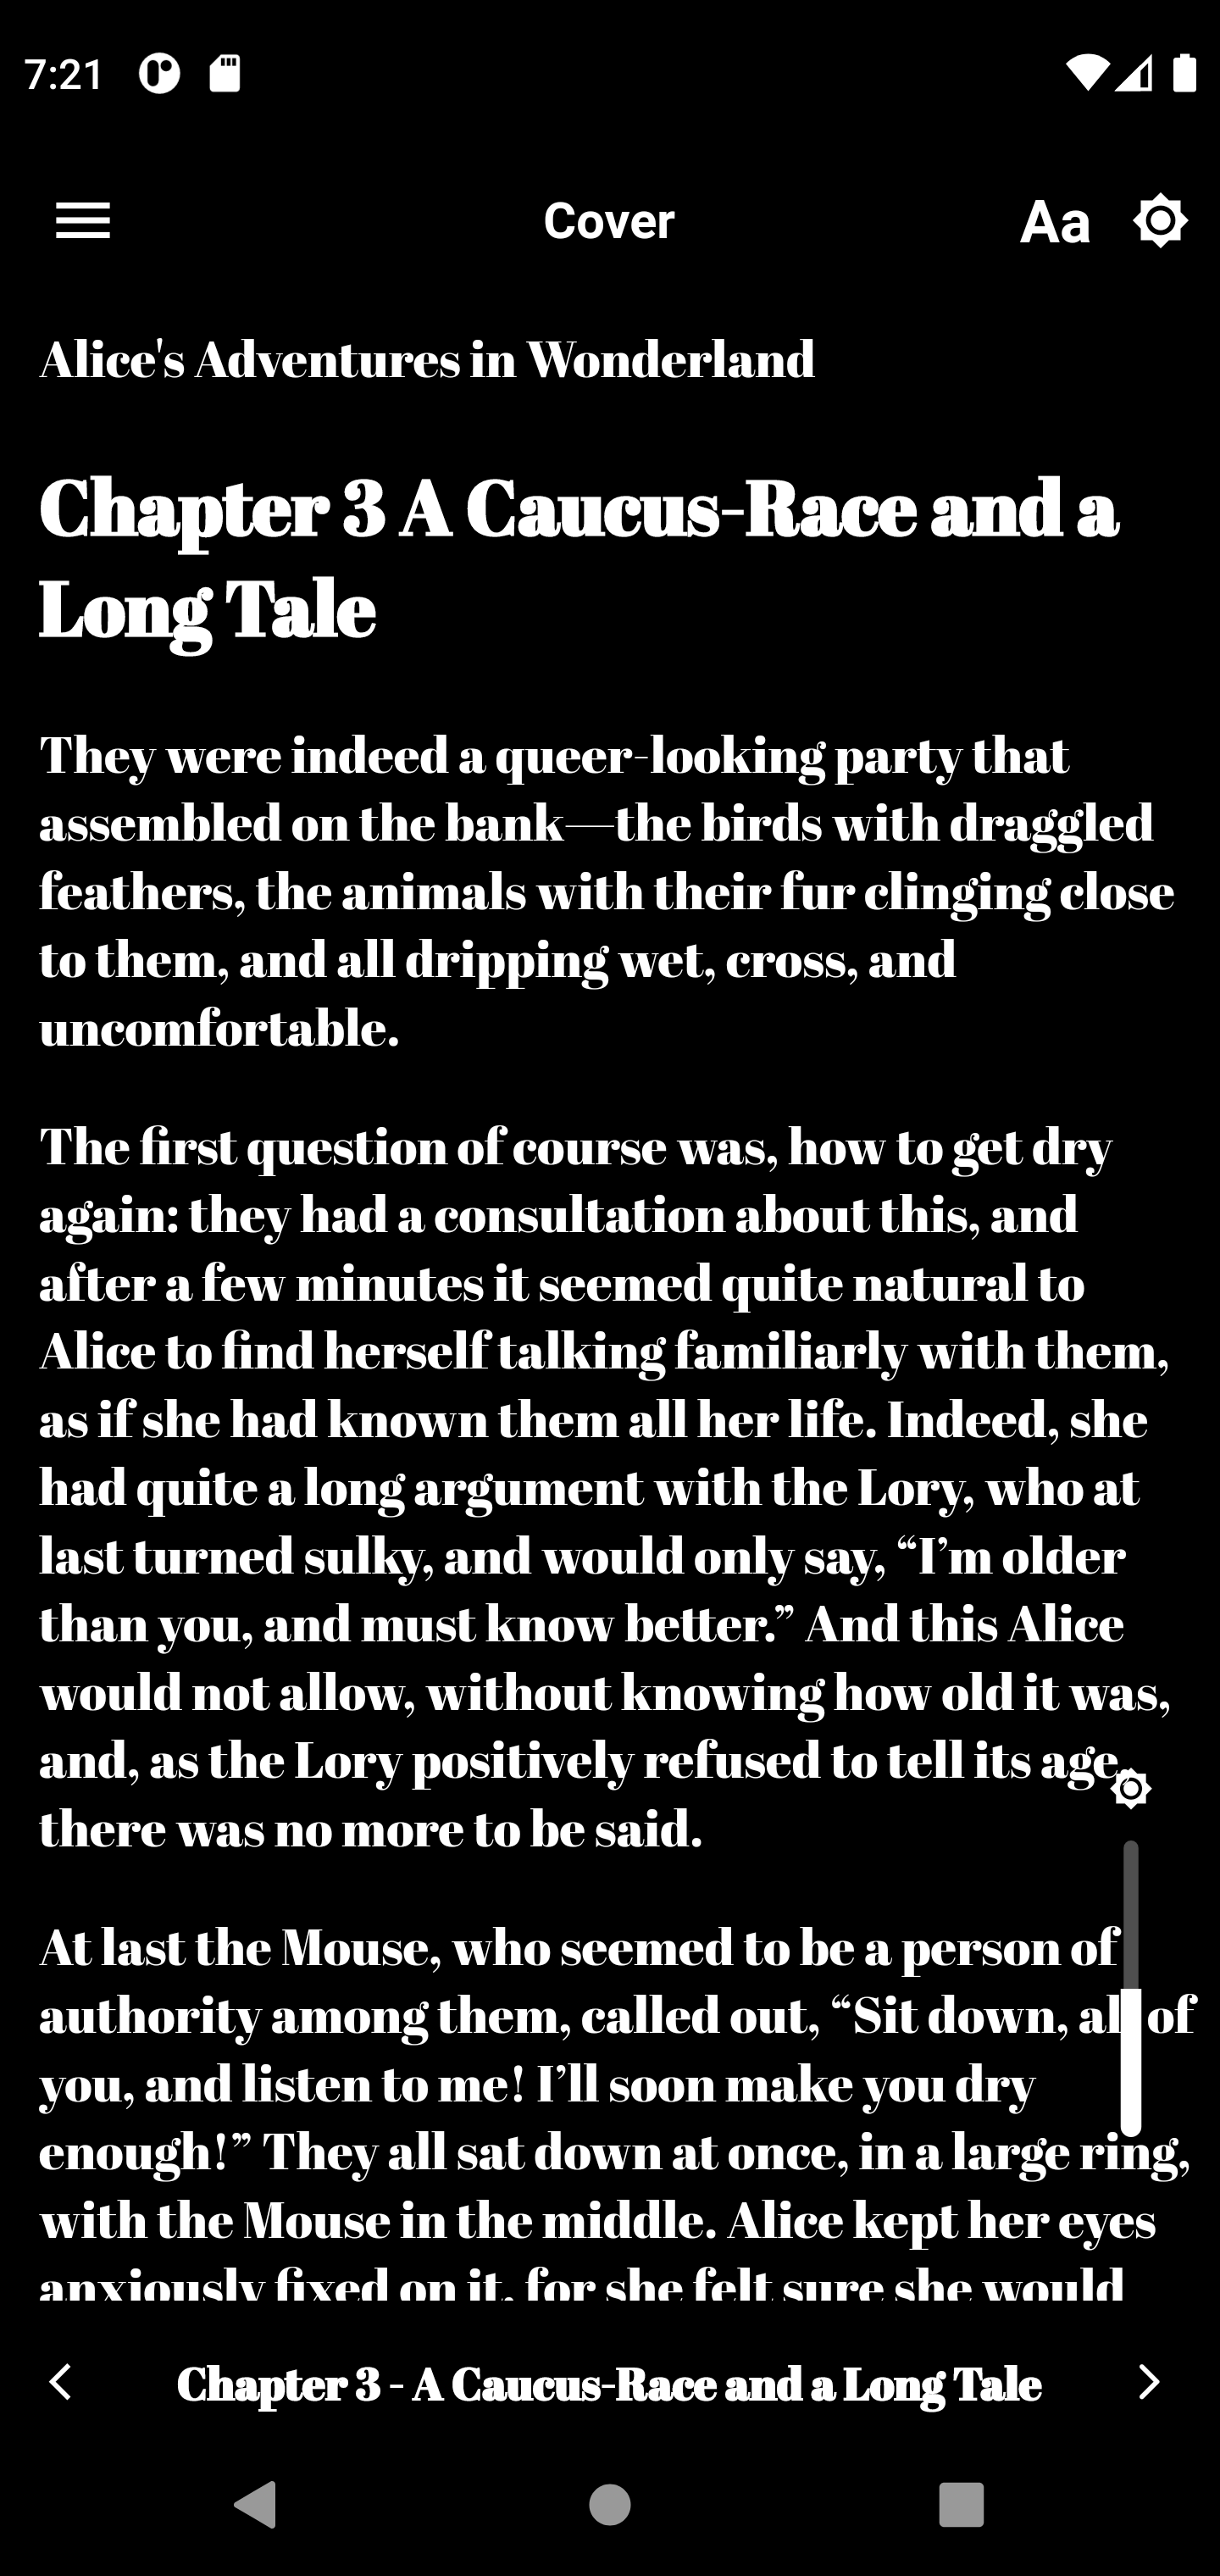 7:21
Cover
Aa
Alice's Adventures in Wonderland
Chapter 3 A Caucus-Race and a
Long Tale
They were indeed a queer-looking party that
assembled on the bank—the birds with draggled
feathers, the animals with their fur clinging close
to them, and all dripping wet, cross, and
uncomfortable.
The first question of course was, how to get dry
again: they had a consultation about this, and
after a few minutes it seemed quite natural to
Alice to find herself talking familiarly with them,
as if she had known them all her life. Indeed, she
had quite a long argument with the Lory, who at
last turned sulky, and would only say, “I’m older
than you, and must know better.” And this Alice
would not allow, without knowing how old it was,
and, as the Lory positively refused to tell its age,
there was no more to be said.
At last the Mouse, who seemed to be a person of
authority among them, called out, “Sit down, all of
you, and listen to me! I’ll soon make you dry
enough!” They all sat down at once, in a large ring,
with the Mouse in the middle. Alice kept her eyes
anxiously fixed on it, for she felt sure she would
Chapter 3 - A Caucus-Race and a Long Tale